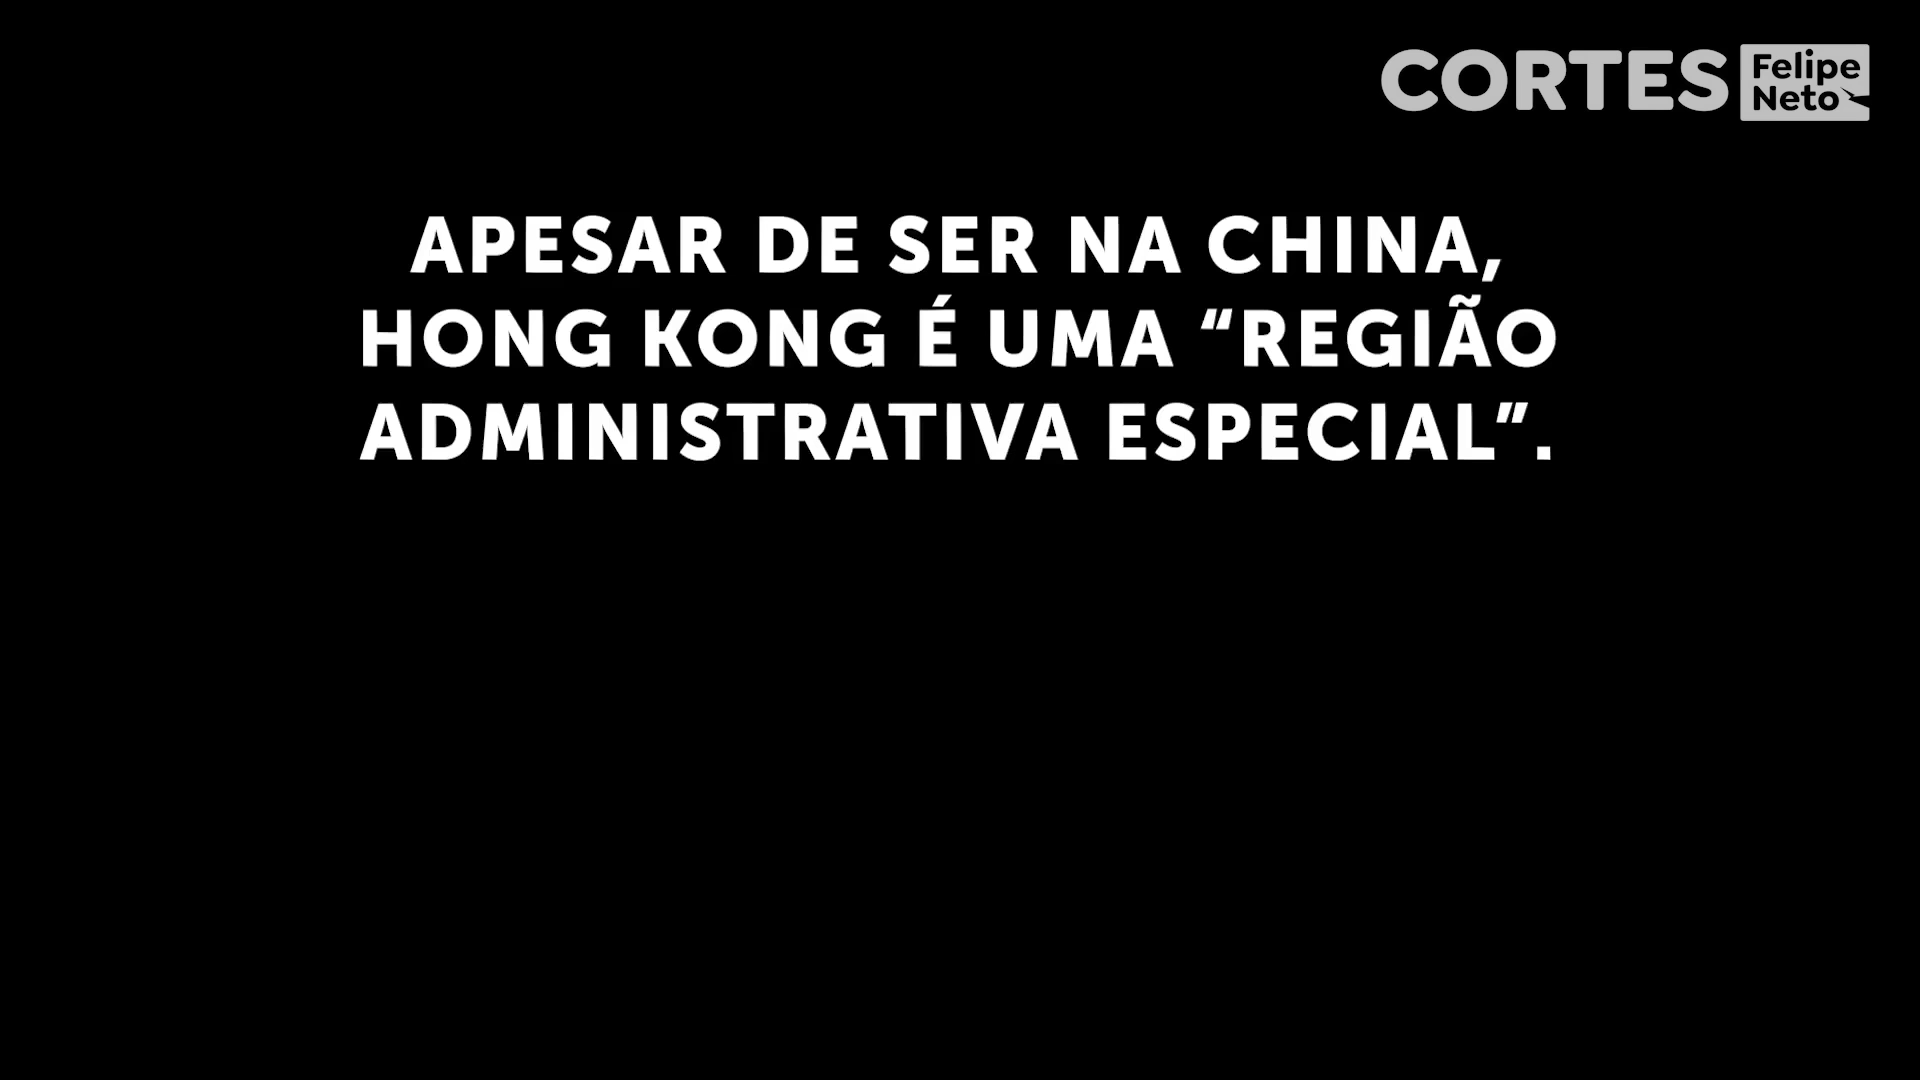 CORTES Felipe
Neto
APESAR DE SER NA CHINA,
HONG KONG É UMA “REGIÃO
ADMINISTRATIVA ESPECIAL”.